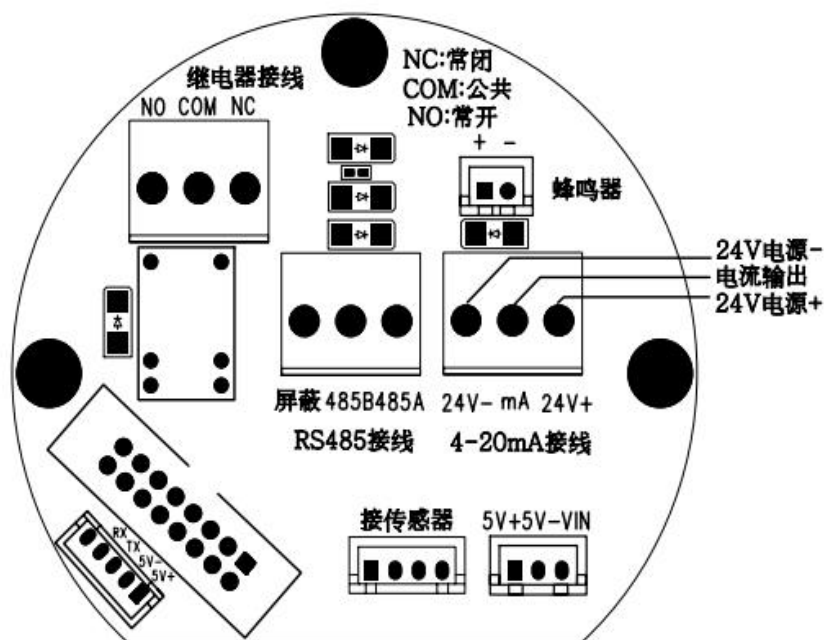 继电器接线
NO COM NC
NC:常闭
COM:公共
NO:常开
+ -
蜂鸣器
24V电源-
电流输出
24V电源+
屏蔽 485B485A
24V- mA 24V+
RS485接线
4-20mA接线
接传感器
5V+5V-VIN
RX
TX
5V-
5V+